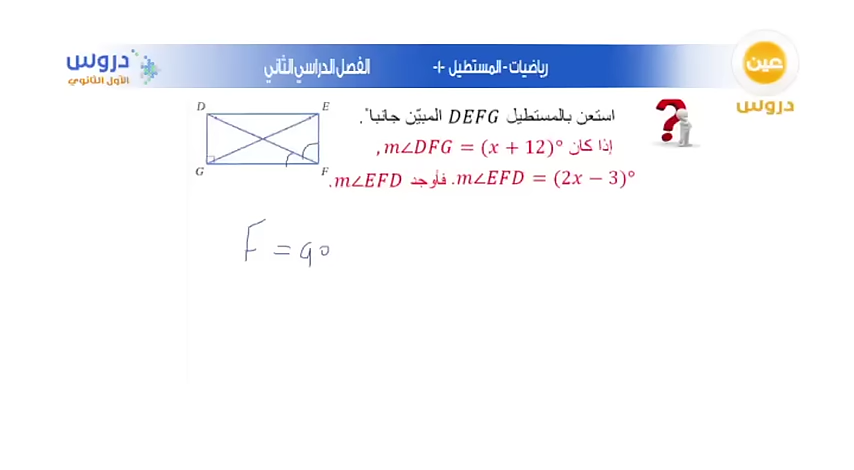 دروس
الأول الثانوي
الفصل الدراسي الثاني
رياضيات - المستطيل -١-
عين
دروس
استعن بالمستطيل DEFG المبيّن جانباً.
إذا كان m∠DFG = (x + 12)°,
m∠EFD = (2x − 3)°. فأوجد m∠EFD.
D E
G F
F = 90